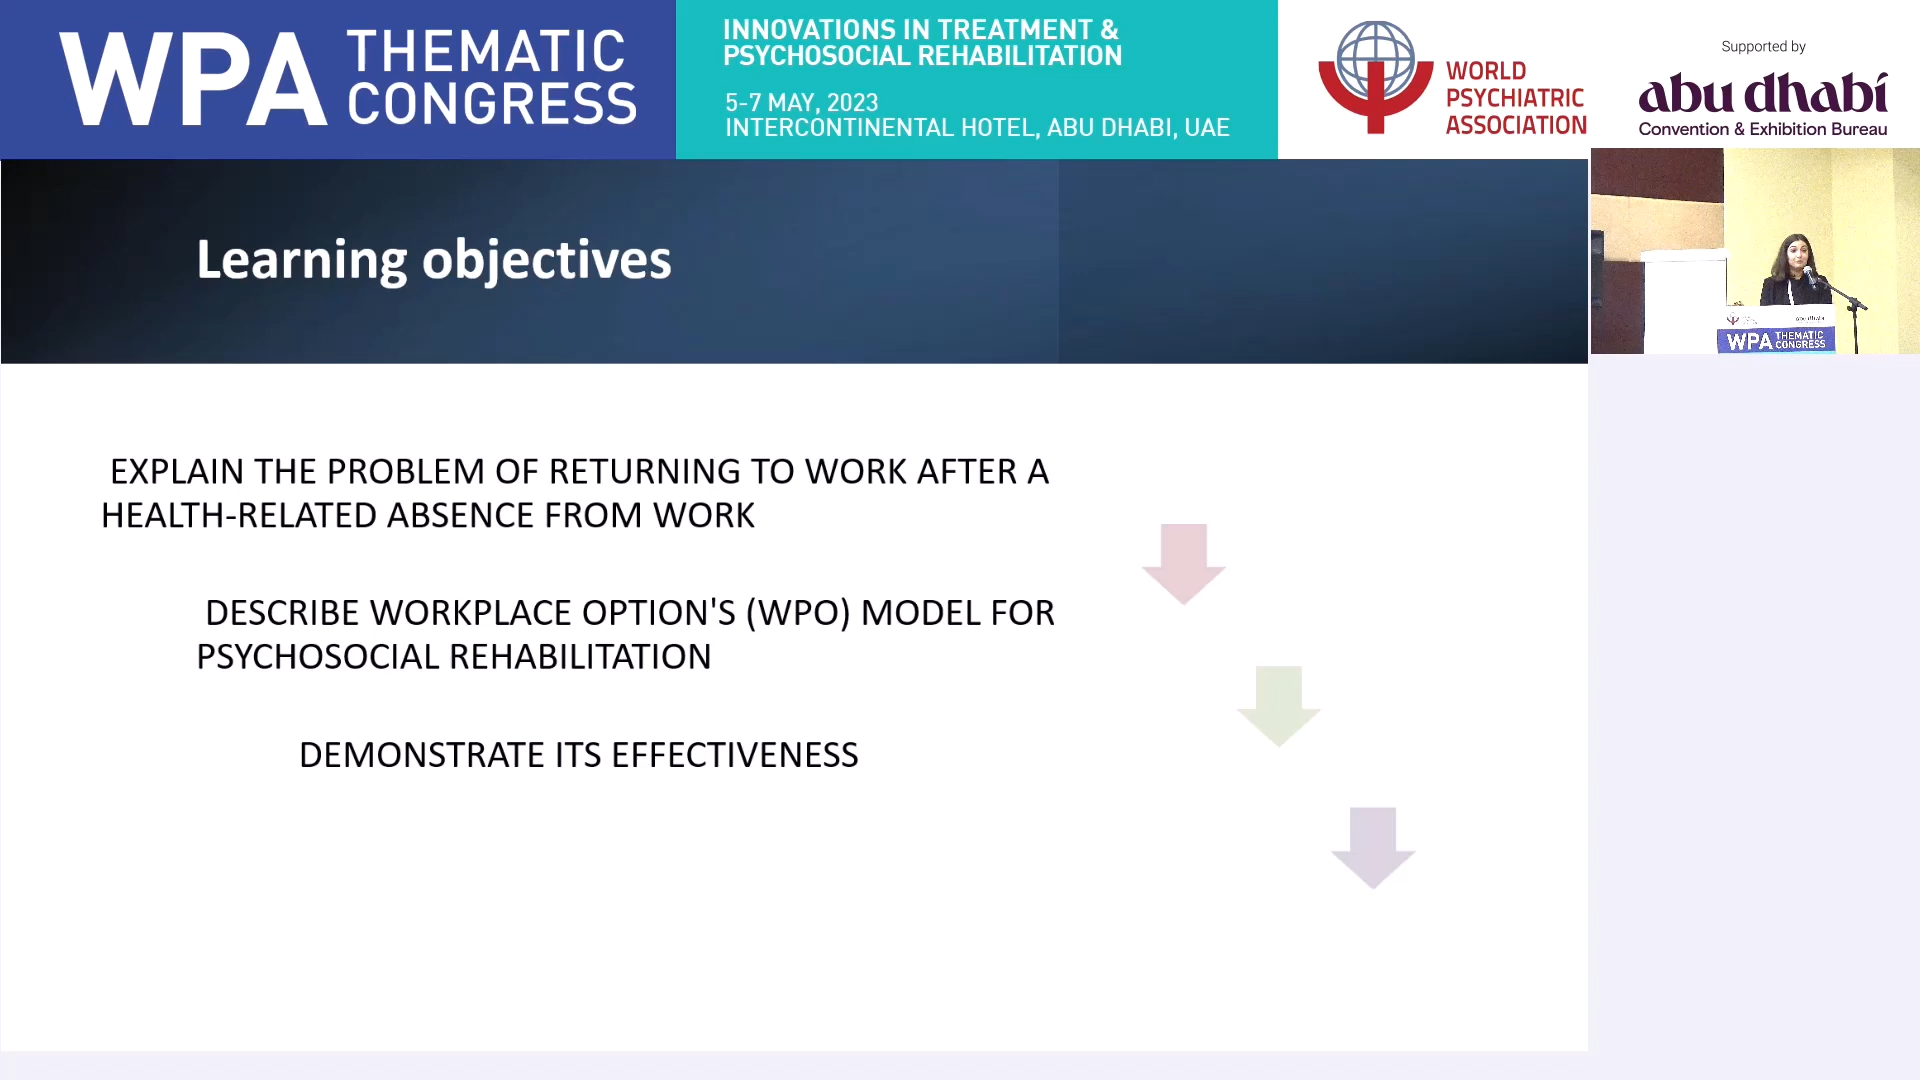 WPA THEMATIC CONGRESS
INNOVATIONS IN TREATMENT &
PSYCHOSOCIAL REHABILITATION
5-7 MAY, 2023
INTERCONTINENTAL HOTEL, ABU DHABI, UAE
WORLD
PSYCHIATRIC
ASSOCIATION
Supported by
abu dhabi
Convention & Exhibition Bureau
Learning objectives
EXPLAIN THE PROBLEM OF RETURNING TO WORK AFTER A
HEALTH-RELATED ABSENCE FROM WORK
DESCRIBE WORKPLACE OPTION'S (WPO) MODEL FOR
PSYCHOSOCIAL REHABILITATION
DEMONSTRATE ITS EFFECTIVENESS
abu dhabi
WPA THEMATIC
CONGRESS